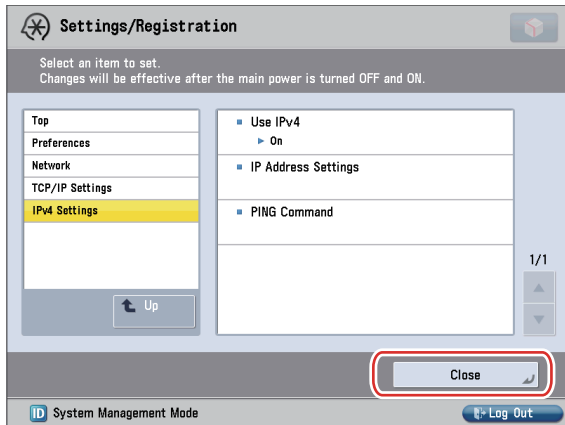 Settings/Registration
Select an item to set.
Changes will be effective after the main power is turned OFF and ON.
Top
Preferences
Network
TCP/IP Settings
IPv4 Settings
Up
Use IPv4
On
IP Address Settings
PING Command
1/1
Close
ID System Management Mode
Log Out